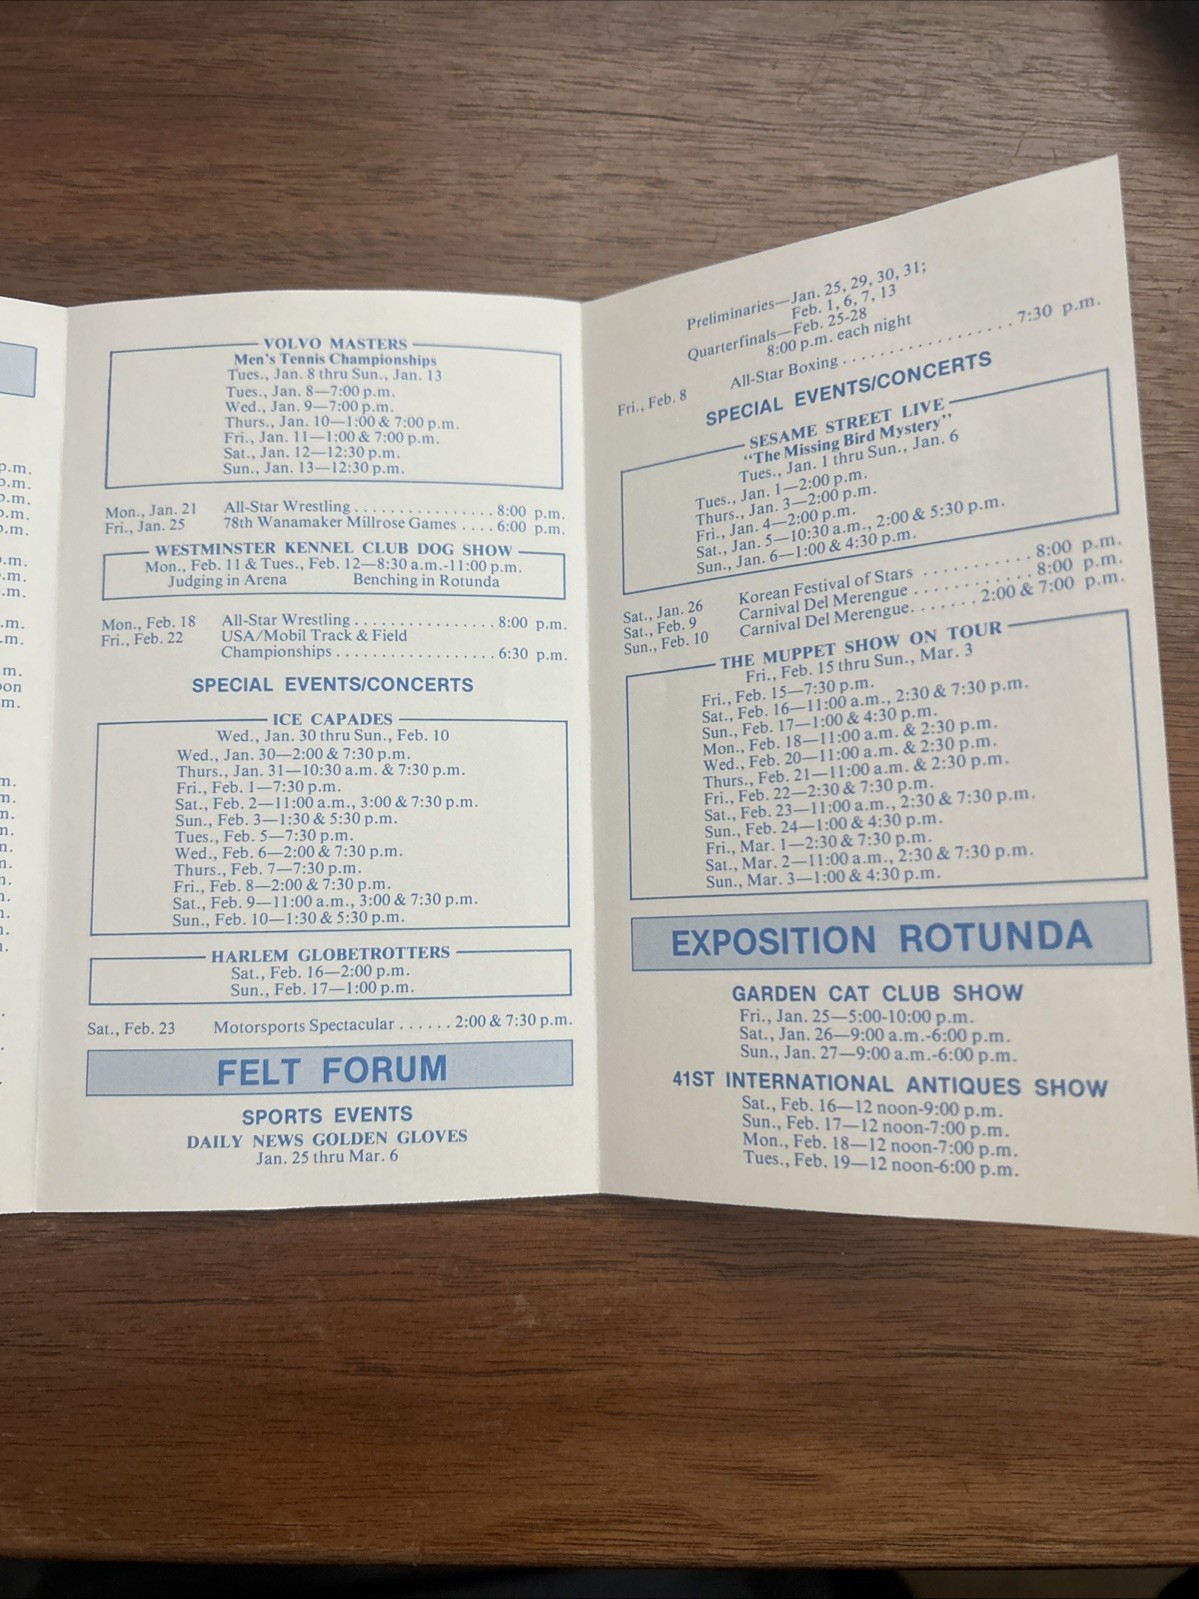 p.m.
p.m.
p.m.
p.m.
p.m.
p.m.
p.m.
p.m.
p.m.
p.m.
p.m.
m.
m.
m.
VOLVO MASTERS
Men's Tennis Championships
Tues., Jan. 8 thru Sun., Jan. 13
Tues., Jan. 8—7:00 p.m.
Wed., Jan. 9—7:00 p.m.
Thurs., Jan. 10—1:00 & 7:00 p.m.
Fri., Jan. 11—1:00 & 7:00 p.m.
Sat., Jan. 12—12:30 p.m.
Sun., Jan. 13—12:30 p.m.
Mon., Jan. 21 All-Star Wrestling . . . . . . . . . . . . . . . . 8:00 p.m.
Fri., Jan. 25 78th Wanamaker Millrose Games . . . . 6:00 p.m.
WESTMINSTER KENNEL CLUB DOG SHOW
Mon., Feb. 11 & Tues., Feb. 12—8:30 a.m.-11:00 p.m.
Judging in Arena Benching in Rotunda
Mon., Feb. 18 All-Star Wrestling . . . . . . . . . . . . . . . . 8:00 p.m.
Fri., Feb. 22 USA/Mobil Track & Field
Championships . . . . . . . . . . . . . . . . . . 6:30 p.m.
SPECIAL EVENTS/CONCERTS
ICE CAPADES
Wed., Jan. 30 thru Sun., Feb. 10
Wed., Jan. 30—2:00 & 7:30 p.m.
Thurs., Jan. 31—10:30 a.m. & 7:30 p.m.
Fri., Feb. 1—7:30 p.m.
Sat., Feb. 2—11:00 a.m., 3:00 & 7:30 p.m.
Sun., Feb. 3—1:30 & 5:30 p.m.
Tues., Feb. 5—7:30 p.m.
Wed., Feb. 6—2:00 & 7:30 p.m.
Thurs., Feb. 7—7:30 p.m.
Fri., Feb. 8—2:00 & 7:30 p.m.
Sat., Feb. 9—11:00 a.m., 3:00 & 7:30 p.m.
Sun., Feb. 10—1:30 & 5:30 p.m.
HARLEM GLOBETROTTERS
Sat., Feb. 16—2:00 p.m.
Sun., Feb. 17—1:00 p.m.
Sat., Feb. 23 Motorsports Spectacular . . . . . . 2:00 & 7:30 p.m.
FELT FORUM
SPORTS EVENTS
DAILY NEWS GOLDEN GLOVES
Jan. 25 thru Mar. 6
Preliminaries—Jan. 25, 29, 30, 31;
Feb. 1, 6, 7, 13
Quarterfinals—Feb. 25-28
8:00 p.m. each night
Fri., Feb. 8 All-Star Boxing . . . . . . . . . . . . . . . . . . 7:30 p.m.
SPECIAL EVENTS/CONCERTS
SESAME STREET LIVE
"The Missing Bird Mystery"
Tues., Jan. 1 thru Sun., Jan. 6
Tues., Jan. 1—2:00 p.m.
Thurs., Jan. 3—2:00 p.m.
Fri., Jan. 4—2:00 p.m.
Sat., Jan. 5—10:30 a.m., 2:00 & 5:30 p.m.
Sun., Jan. 6—1:00 & 4:30 p.m.
Sat., Jan. 26 Korean Festival of Stars . . . . . . . . . . . 8:00 p.m.
Sat., Feb. 9 Carnival Del Merengue . . . . . . . . . . . . 8:00 p.m.
Sun., Feb. 10 Carnival Del Merengue. . . . . . . 2:00 & 7:00 p.m.
THE MUPPET SHOW ON TOUR
Fri., Feb. 15 thru Sun., Mar. 3
Fri., Feb. 15—7:30 p.m.
Sat., Feb. 16—11:00 a.m., 2:30 & 7:30 p.m.
Sun., Feb. 17—1:00 & 4:30 p.m.
Mon., Feb. 18—11:00 a.m. & 2:30 p.m.
Wed., Feb. 20—11:00 a.m. & 2:30 p.m.
Thurs., Feb. 21—11:00 a.m. & 2:30 p.m.
Fri., Feb. 22—2:30 & 7:30 p.m.
Sat., Feb. 23—11:00 a.m., 2:30 & 7:30 p.m.
Sun., Feb. 24—1:00 & 4:30 p.m.
Fri., Mar. 1—2:30 & 7:30 p.m.
Sat., Mar. 2—11:00 a.m., 2:30 & 7:30 p.m.
Sun., Mar. 3—1:00 & 4:30 p.m.
EXPOSITION ROTUNDA
GARDEN CAT CLUB SHOW
Fri., Jan. 25—5:00-10:00 p.m.
Sat., Jan. 26—9:00 a.m.-6:00 p.m.
Sun., Jan. 27—9:00 a.m.-6:00 p.m.
41ST INTERNATIONAL ANTIQUES SHOW
Sat., Feb. 16—12 noon-9:00 p.m.
Sun., Feb. 17—12 noon-7:00 p.m.
Mon., Feb. 18—12 noon-7:00 p.m.
Tues., Feb. 19—12 noon-6:00 p.m.